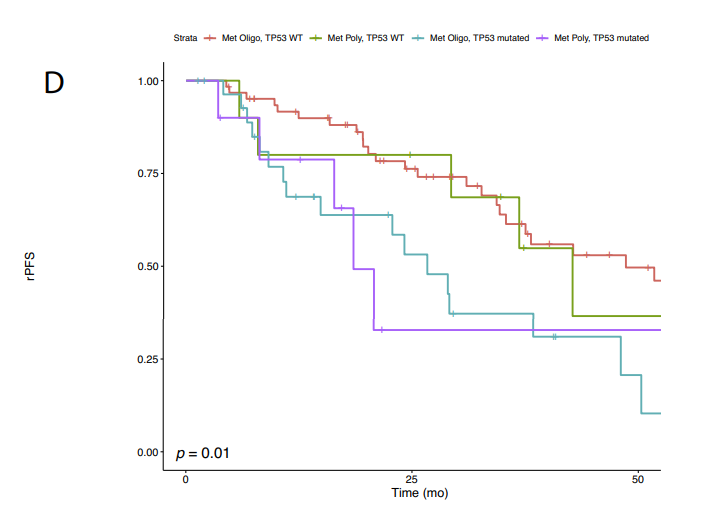 Strata Met Oligo, TP53 WT Met Poly, TP53 WT Met Oligo, TP53 mutated Met Poly, TP53 mutated
D
1.00
0.75
rPFS
0.50
0.25
0.00
p = 0.01
0 25 50
Time (mo)